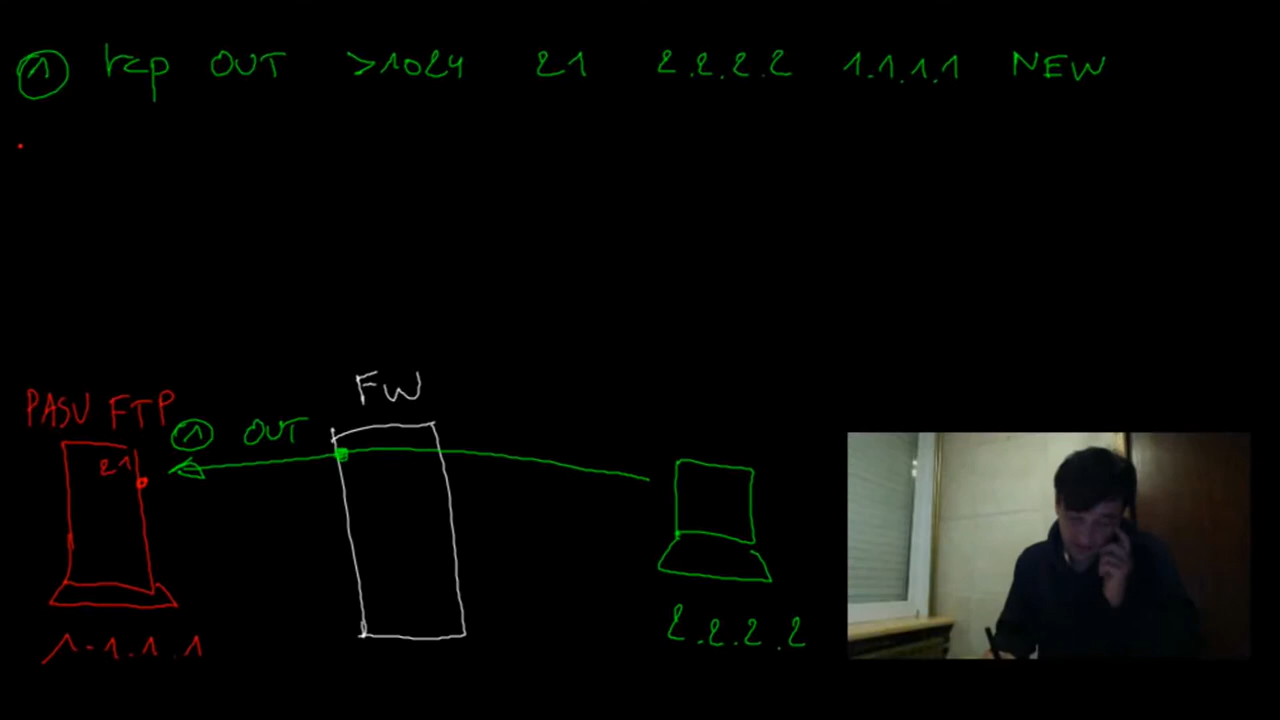 1 tcp OUT >1024 21 2.2.2.2 1.1.1.1 NEW
FW
PASV FTP
1 OUT
21
2.2.2.2
1.1.1.1